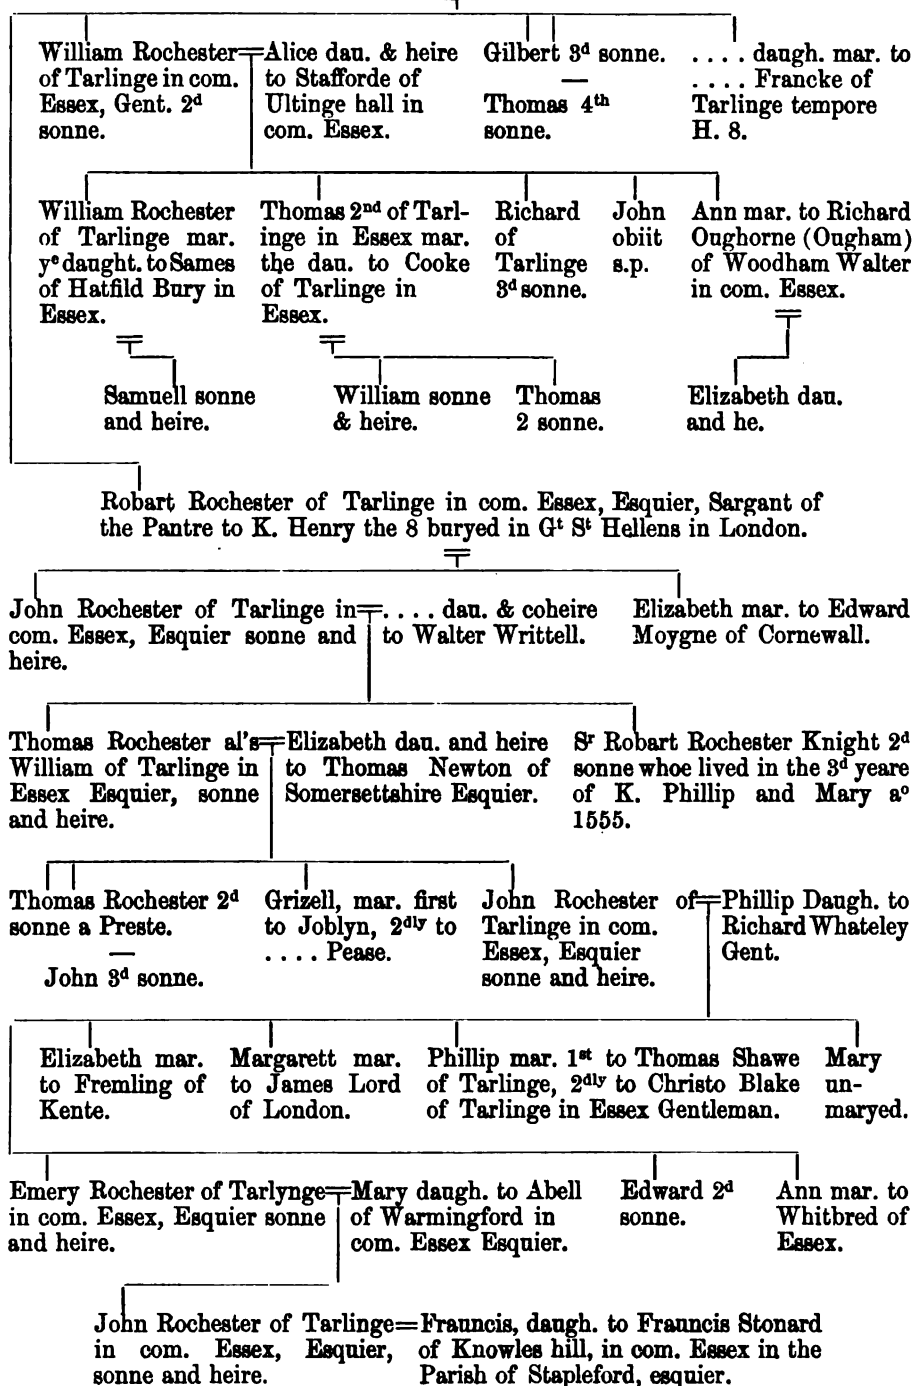 William Rochester
of Tarlinge in com.
Essex, Gent. 2d
sonne.
Alice dau. & heire
to Stafforde of
Ultinge hall in
com. Essex.
Gilbert 3d sonne.
—
Thomas 4th
sonne.
. . . . daugh. mar. to
. . . . Francke of
Tarlinge tempore
H. 8.
William Rochester
of Tarlinge mar.
ye daught. to Sames
of Hatfild Bury in
Essex.
Thomas 2nd of Tarl-
inge in Essex mar.
the dau. to Cooke
of Tarlinge in
Essex.
Richard
of
Tarlinge
3d sonne.
John
obiit
s.p.
Ann mar. to Richard
Oughorne (Ougham)
of Woodham Walter
in com. Essex.
Samuell sonne
and heire.
William sonne
& heire.
Thomas
2 sonne.
Elizabeth dau.
and he.
Robart Rochester of Tarlinge in com. Essex, Esquier, Sargant of
the Pantre to K. Henry the 8 buryed in Gt St Hellens in London.
John Rochester of Tarlinge in
com. Essex, Esquier sonne and
heire.
. . . . dau. & coheire
to Walter Writtell.
Elizabeth mar. to Edward
Moygne of Cornewall.
Thomas Rochester al's
William of Tarlinge in
Essex Esquier, sonne
and heire.
Elizabeth dau. and heire
to Thomas Newton of
Somersettshire Esquier.
Sr Robart Rochester Knight 2d
sonne whoe lived in the 3d yeare
of K. Phillip and Mary ao
1555.
Thomas Rochester 2d
sonne a Preste.
—
John 3d sonne.
Grizell, mar. first
to Joblyn, 2dly to
. . . . Pease.
John Rochester of
Tarlinge in com.
Essex, Esquier
sonne and heire.
Phillip Daugh. to
Richard Whateley
Gent.
Elizabeth mar.
to Fremling of
Kente.
Margarett mar.
to James Lord
of London.
Phillip mar. 1st to Thomas Shawe
of Tarlinge, 2dly to Christo Blake
of Tarlinge in Essex Gentleman.
Mary
un-
maryed.
Emery Rochester of Tarlynge
in com. Essex, Esquier sonne
and heire.
Mary daugh. to Abell
of Warmingford in
com. Essex Esquier.
Edward 2d
sonne.
Ann mar. to
Whitbred of
Essex.
John Rochester of Tarlinge
in com. Essex, Esquier,
sonne and heire.
Frauncis, daugh. to Frauncis Stonard
of Knowles hill, in com. Essex in the
Parish of Stapleford, esquier.